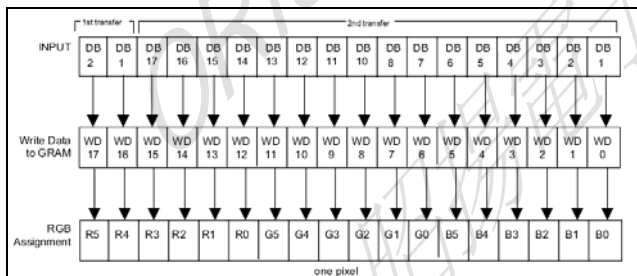 1st transfer 2nd transfer
INPUT DB 2 DB 1 DB 17 DB 16 DB 15 DB 14 DB 13 DB 12 DB 11 DB 10 DB 8 DB 7 DB 6 DB 5 DB 4 DB 3 DB 2 DB 1
Write Data to GRAM WD 17 WD 16 WD 15 WD 14 WD 13 WD 12 WD 11 WD 10 WD 9 WD 8 WD 7 WD 6 WD 5 WD 4 WD 3 WD 2 WD 1 WD 0
RGB Assignment R5 R4 R3 R2 R1 R0 G5 G4 G3 G2 G1 G0 B5 B4 B3 B2 B1 B0
one pixel